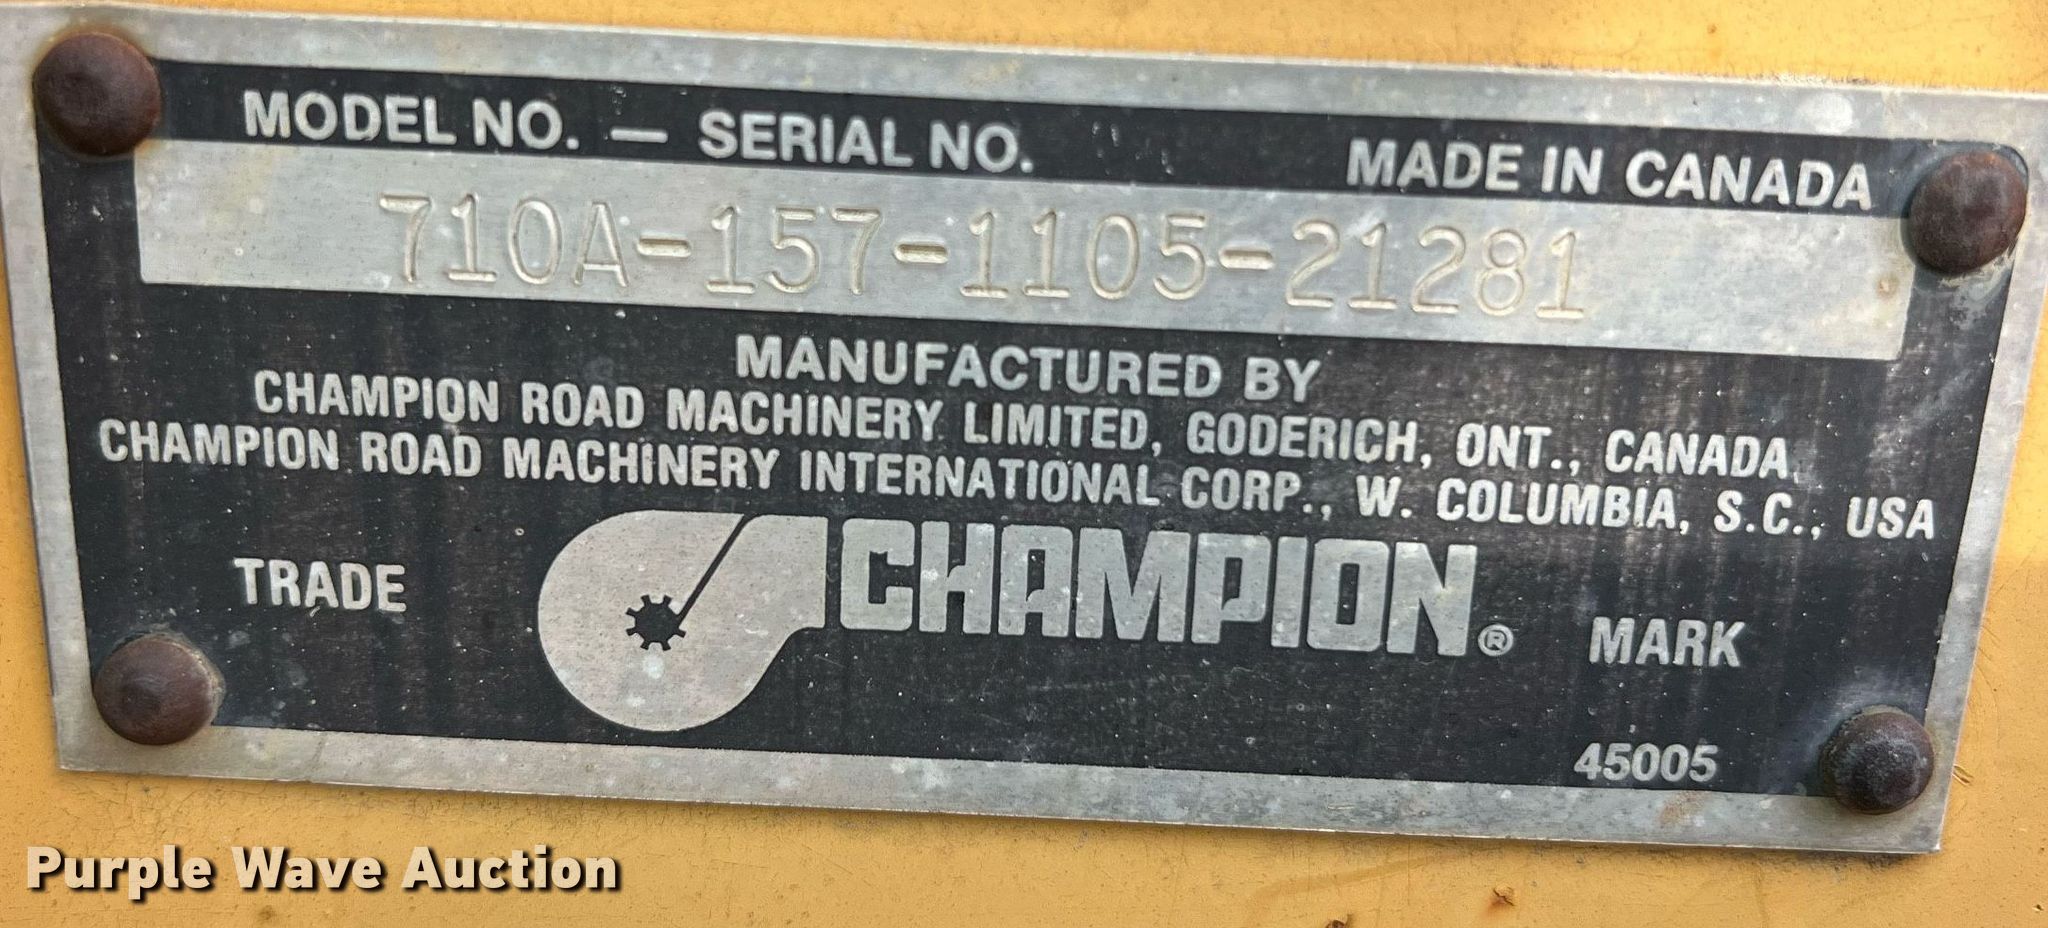 MODEL NO. — SERIAL NO. MADE IN CANADA
710A-157-1105-21281
MANUFACTURED BY
CHAMPION ROAD MACHINERY LIMITED, GODERICH, ONT., CANADA
CHAMPION ROAD MACHINERY INTERNATIONAL CORP., W. COLUMBIA, S.C., USA
TRADE CHAMPION® MARK
45005
Purple Wave Auction